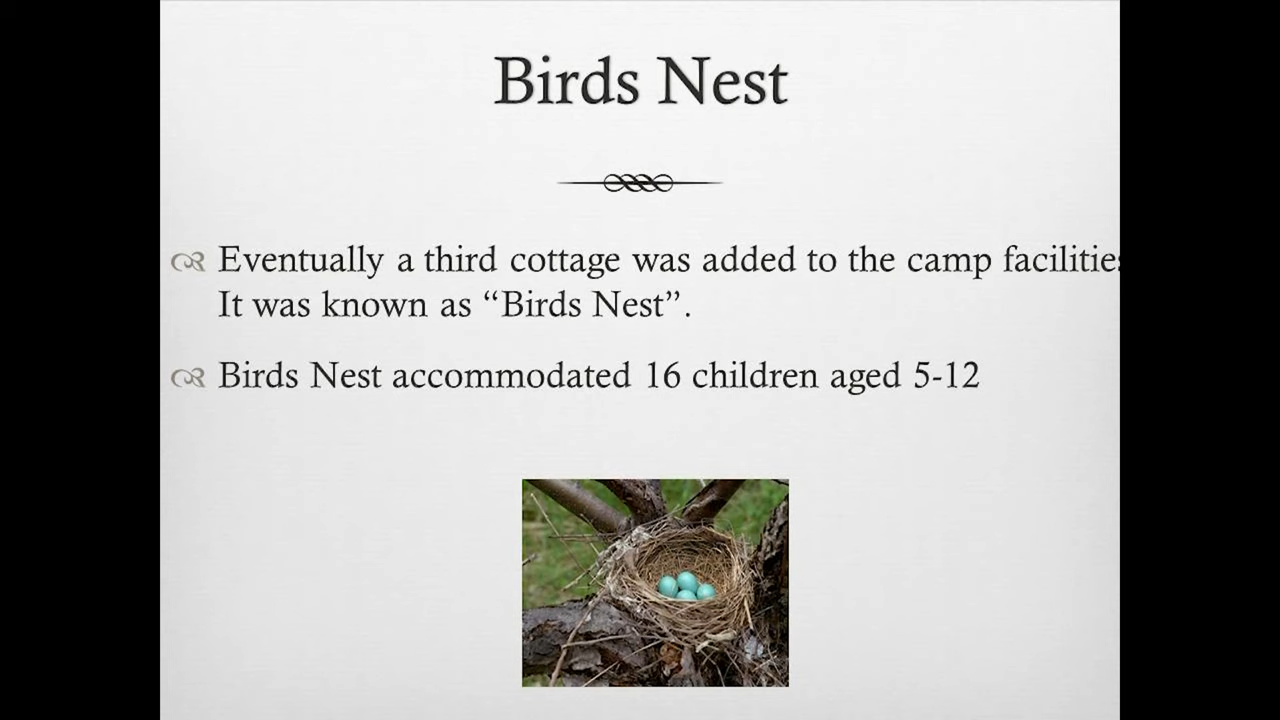 Birds Nest
Eventually a third cottage was added to the camp facilities
It was known as “Birds Nest”.
Birds Nest accommodated 16 children aged 5-12